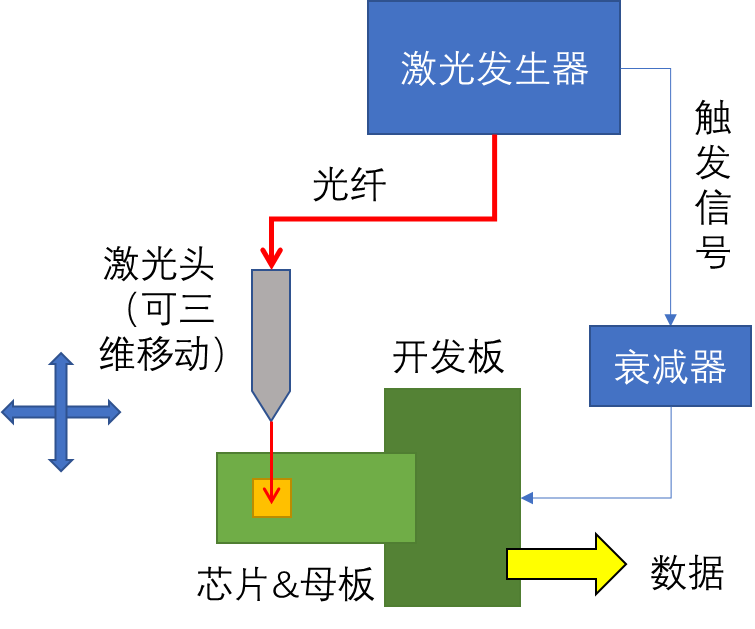 激光发生器
触
发
信
号
光纤
激光头
（可三
维移动）
开发板
衰减器
芯片&母板
数据